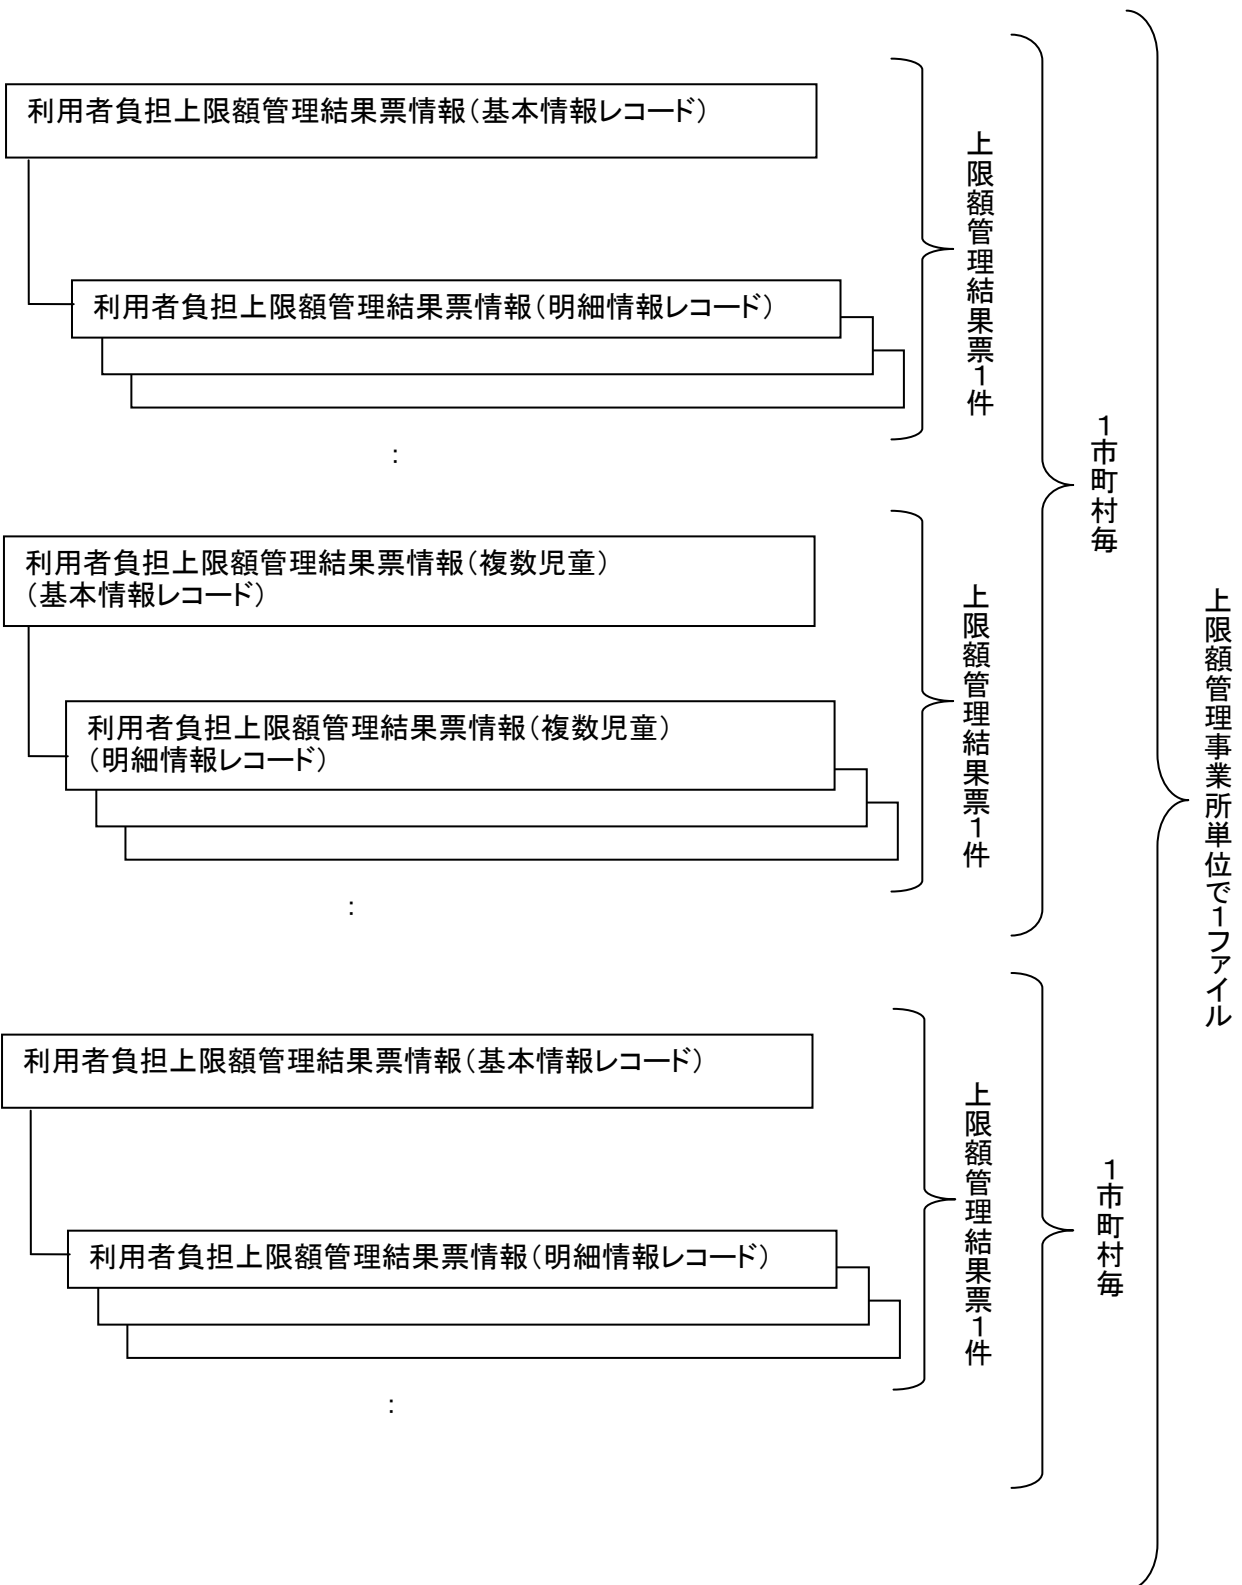 利用者負担上限額管理結果票情報（基本情報レコード）
利用者負担上限額管理結果票情報（明細情報レコード）
：
上限額管理結果票１件
利用者負担上限額管理結果票情報（複数児童）
（基本情報レコード）
利用者負担上限額管理結果票情報（複数児童）
（明細情報レコード）
：
上限額管理結果票１件
１市町村毎
利用者負担上限額管理結果票情報（基本情報レコード）
利用者負担上限額管理結果票情報（明細情報レコード）
：
上限額管理結果票１件
１市町村毎
上限額管理事業所単位で１ファイル